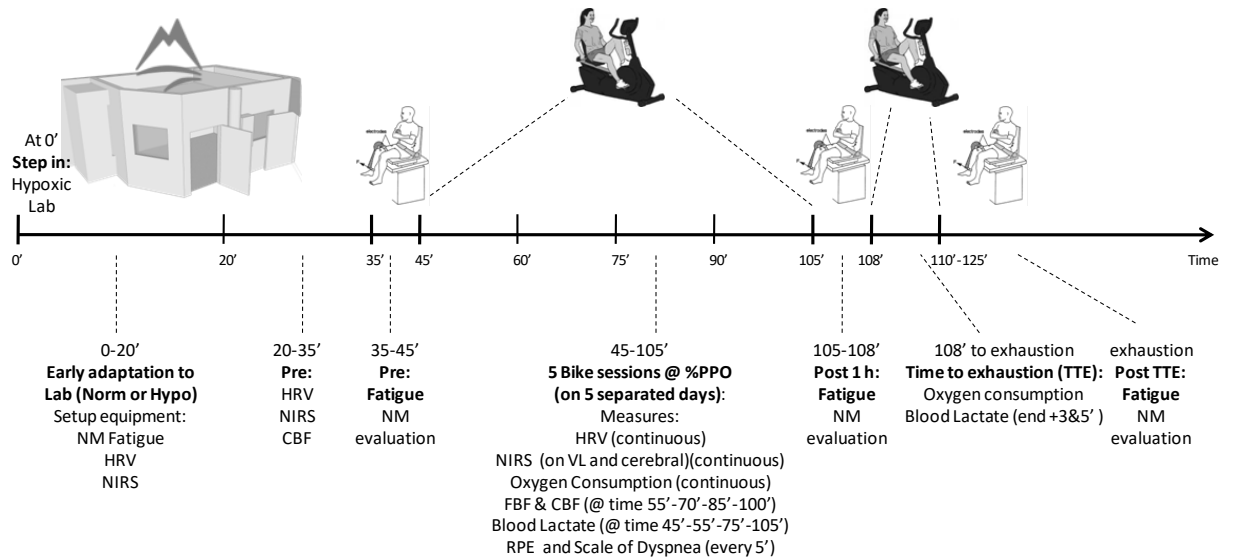 At 0’
Step in:
Hypoxic
Lab
electrodes
electrodes
electrodes
F
F
F
0’
20’
35’
45’
60’
75’
90’
105’
108’
110’-125’
Time
0-20’
Early adaptation to
Lab (Norm or Hypo)
Setup equipment:
NM Fatigue
HRV
NIRS
20-35’
Pre:
HRV
NIRS
CBF
35-45’
Pre:
Fatigue
NM
evaluation
45-105’
5 Bike sessions @ %PPO
(on 5 separated days):
Measures:
HRV (continuous)
NIRS (on VL and cerebral)(continuous)
Oxygen Consumption (continuous)
FBF & CBF (@ time 55’-70’-85’-100’)
Blood Lactate (@ time 45’-55’-75’-105’)
RPE and Scale of Dyspnea (every 5’)
105-108’
Post 1 h:
Fatigue
NM
evaluation
108’ to exhaustion
Time to exhaustion (TTE):
Oxygen consumption
Blood Lactate (end +3&5’ )
exhaustion
Post TTE:
Fatigue
NM
evaluation